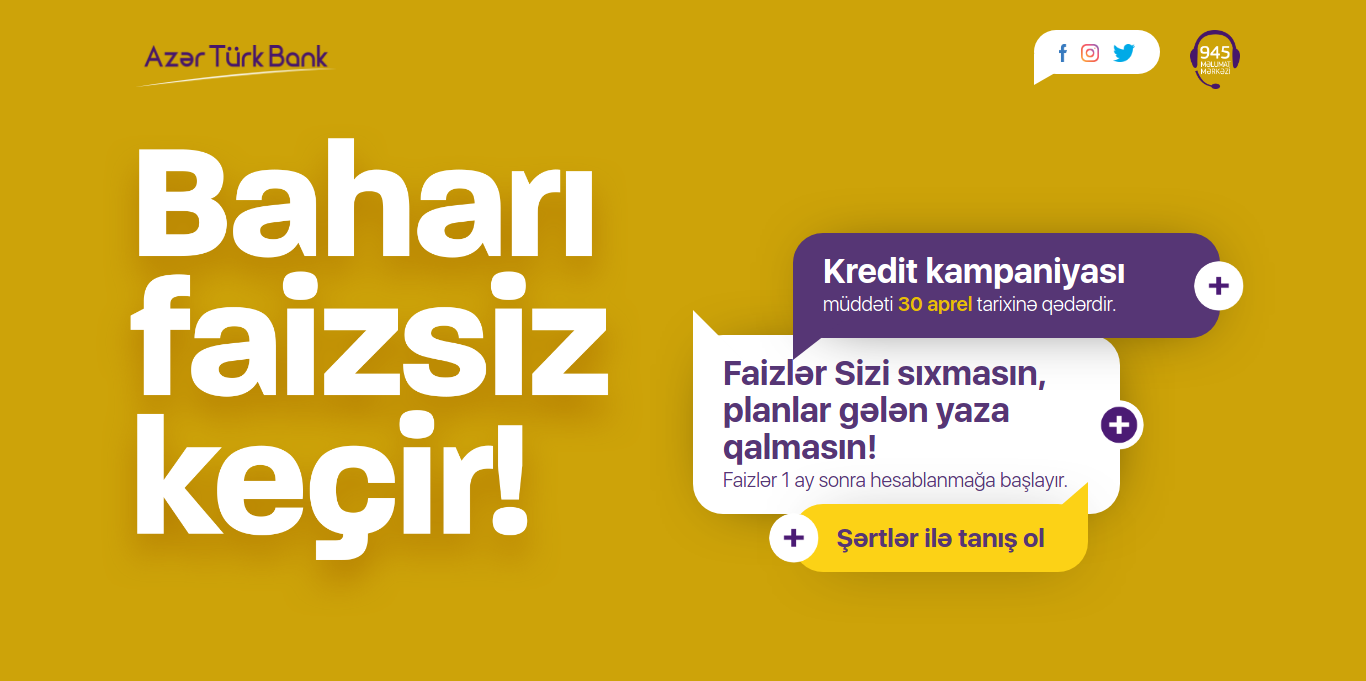 Azər Türk Bank
945
MƏLUMAT
MƏRKƏZİ
Baharı
faizsiz
keçir!
Kredit kampaniyası
müddəti 30 aprel tarixinə qədərdir.
Faizlər Sizi sıxmasın,
planlar gələn yaza
qalmasın!
Faizlər 1 ay sonra hesablanmağa başlayır.
Şərtlər ilə tanış ol